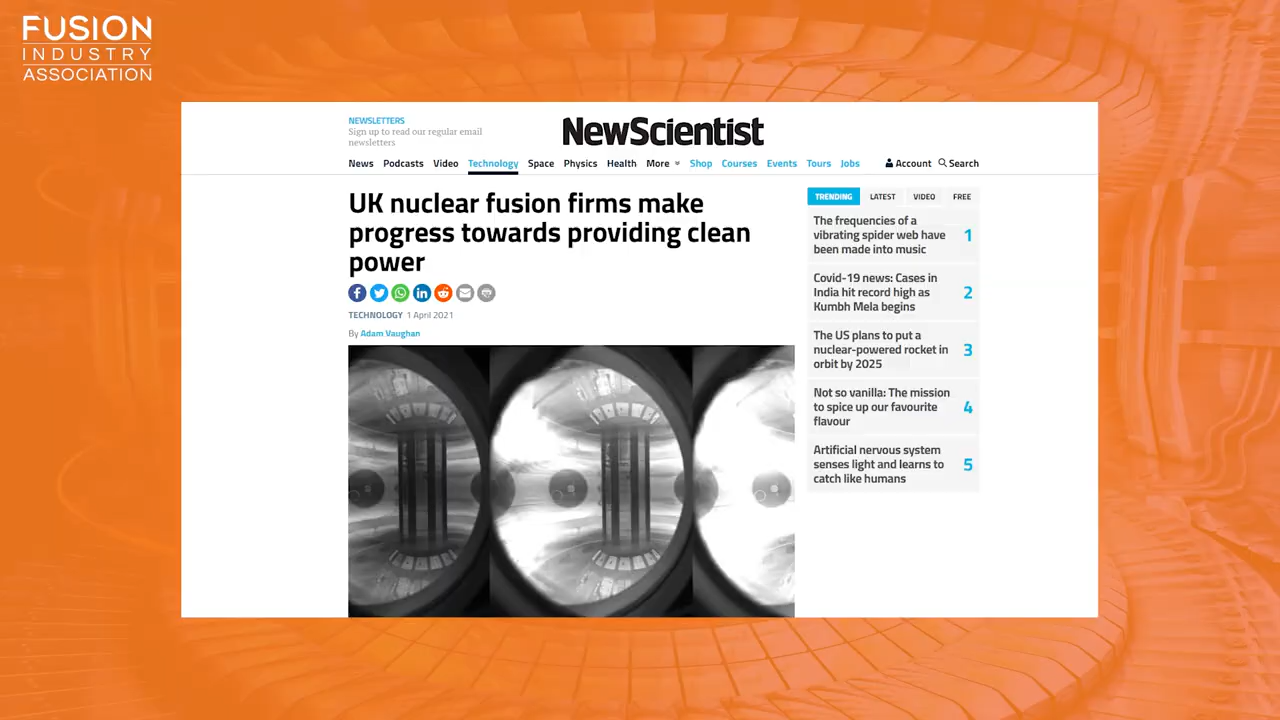 FUSION
INDUSTRY
ASSOCIATION
NEWSLETTERS
Sign up to read our regular email
newsletters
NewScientist
News Podcasts Video Technology Space Physics Health More Shop Courses Events Tours Jobs Account Search
UK nuclear fusion firms make
progress towards providing clean
power
TECHNOLOGY 1 April 2021
By Adam Vaughan
TRENDING LATEST VIDEO FREE
The frequencies of a
vibrating spider web have
been made into music
1
Covid-19 news: Cases in
India hit record high as
Kumbh Mela begins
2
The US plans to put a
nuclear-powered rocket in
orbit by 2025
3
Not so vanilla: The mission
to spice up our favourite
flavour
4
Artificial nervous system
senses light and learns to
catch like humans
5